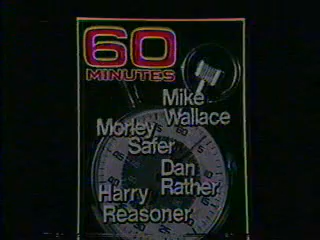 60
MINUTES
Mike
Wallace
Morley
Safer
Dan
Rather
Harry
Reasoner